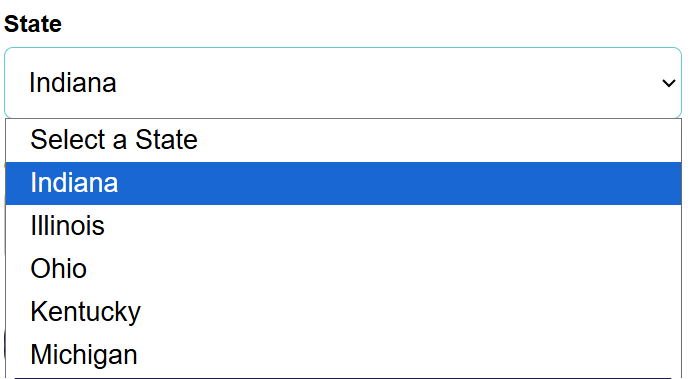 State
Indiana
Select a State
Indiana
Illinois
Ohio
Kentucky
Michigan